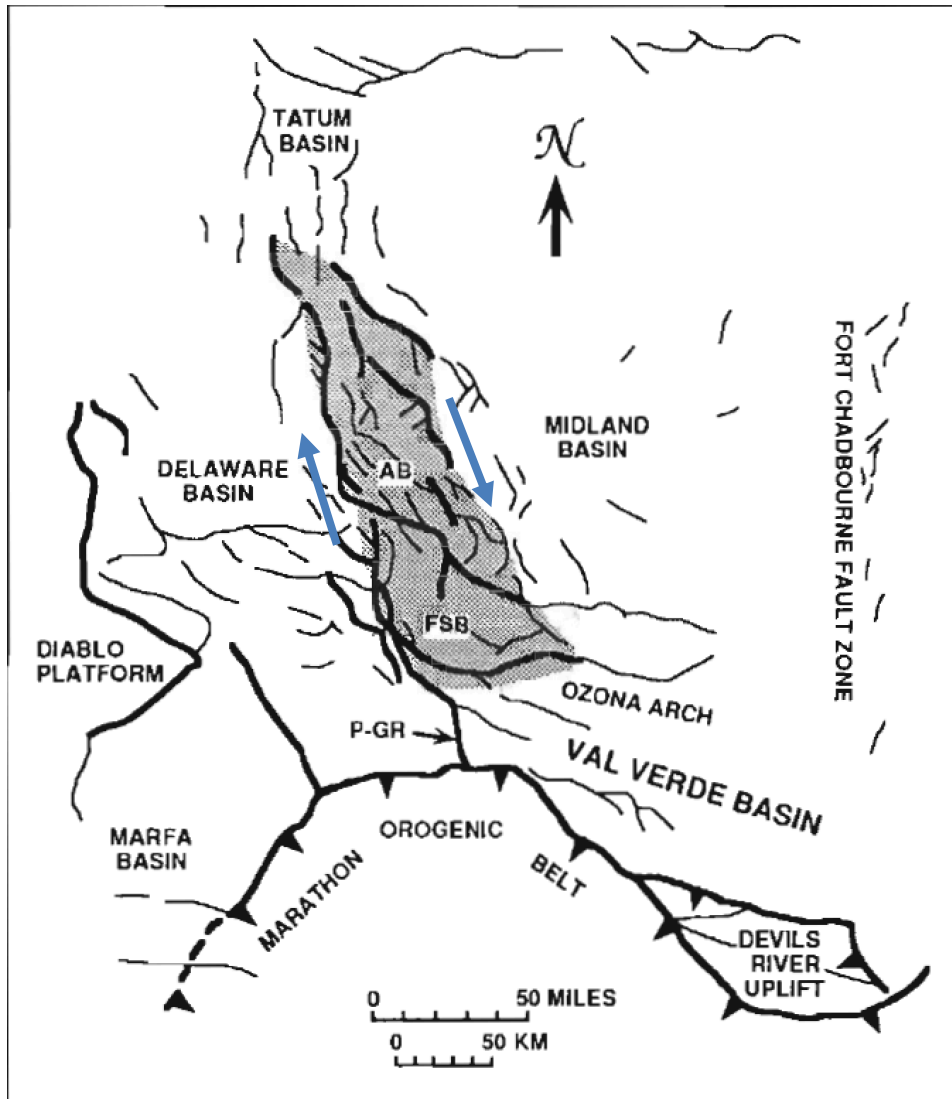 TATUM
BASIN
N
FORT CHADBOURNE FAULT ZONE
MIDLAND
BASIN
DELAWARE
BASIN
AB
FSB
DIABLO
PLATFORM
OZONA ARCH
P-GR
VAL VERDE BASIN
MARFA
BASIN
MARATHON
OROGENIC
BELT
DEVILS
RIVER
UPLIFT
0 50 MILES
0 50 KM